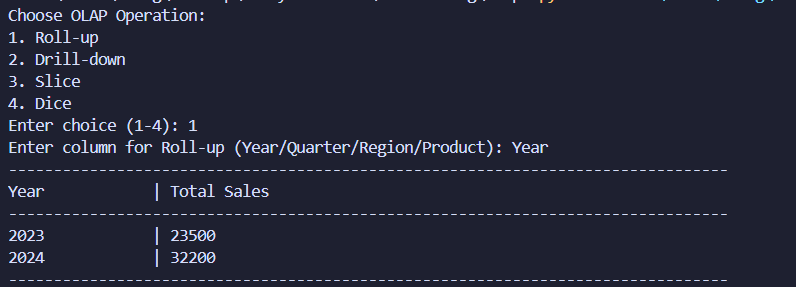 Choose OLAP Operation:
1. Roll-up
2. Drill-down
3. Slice
4. Dice
Enter choice (1-4): 1
Enter column for Roll-up (Year/Quarter/Region/Product): Year
--------------------------------------------------------------------------------
Year            | Total Sales
--------------------------------------------------------------------------------
2023            | 23500
2024            | 32200
--------------------------------------------------------------------------------